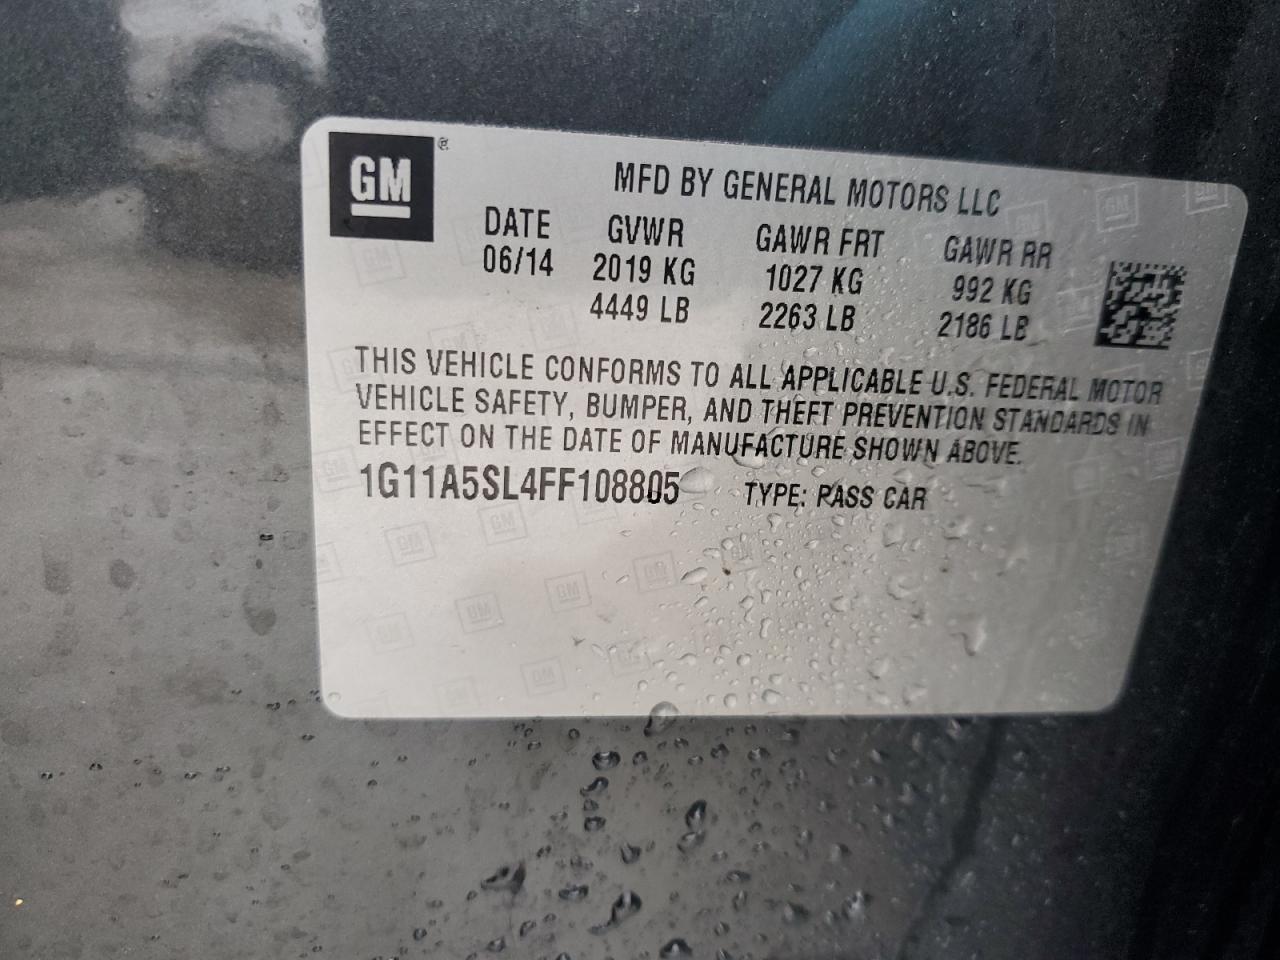 GM ®
MFD BY GENERAL MOTORS LLC
DATE GVWR GAWR FRT GAWR RR
06/14 2019 KG 1027 KG 992 KG
4449 LB 2263 LB 2186 LB
THIS VEHICLE CONFORMS TO ALL APPLICABLE U.S. FEDERAL MOTOR
VEHICLE SAFETY, BUMPER, AND THEFT PREVENTION STANDARDS IN
EFFECT ON THE DATE OF MANUFACTURE SHOWN ABOVE.
1G11A5SL4FF108805 TYPE: PASS CAR